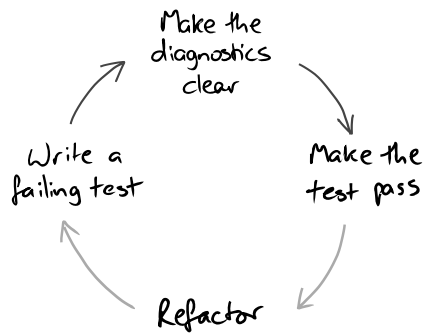 Make the
diagnostics
clear
Write a
failing test
Make the
test pass
Refactor